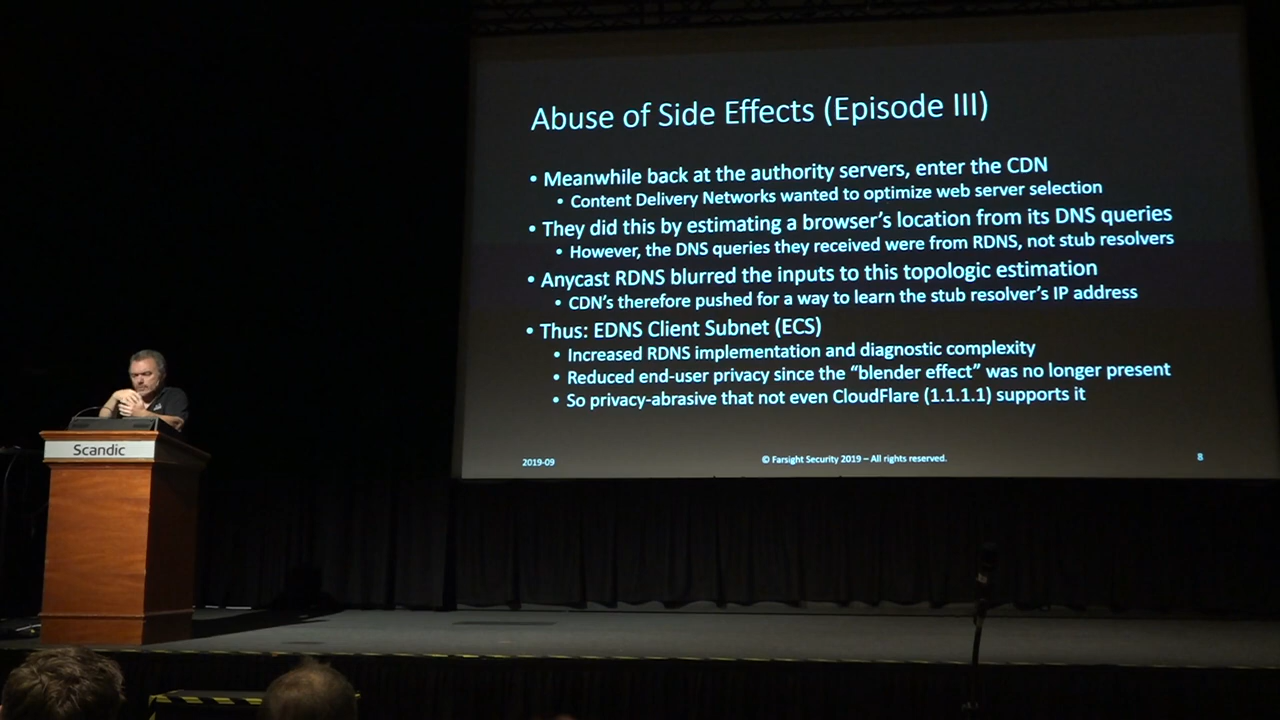 Abuse of Side Effects (Episode III)
• Meanwhile back at the authority servers, enter the CDN
• Content Delivery Networks wanted to optimize web server selection
• They did this by estimating a browser's location from its DNS queries
• However, the DNS queries they received were from RDNS, not stub resolvers
• Anycast RDNS blurred the inputs to this topologic estimation
• CDN's therefore pushed for a way to learn the stub resolver's IP address
• Thus: EDNS Client Subnet (ECS)
• Increased RDNS implementation and diagnostic complexity
• Reduced end-user privacy since the “blender effect” was no longer present
• So privacy-abrasive that not even CloudFlare (1.1.1.1) supports it
2019-09
© Farsight Security 2019 – All rights reserved.
8
Scandic